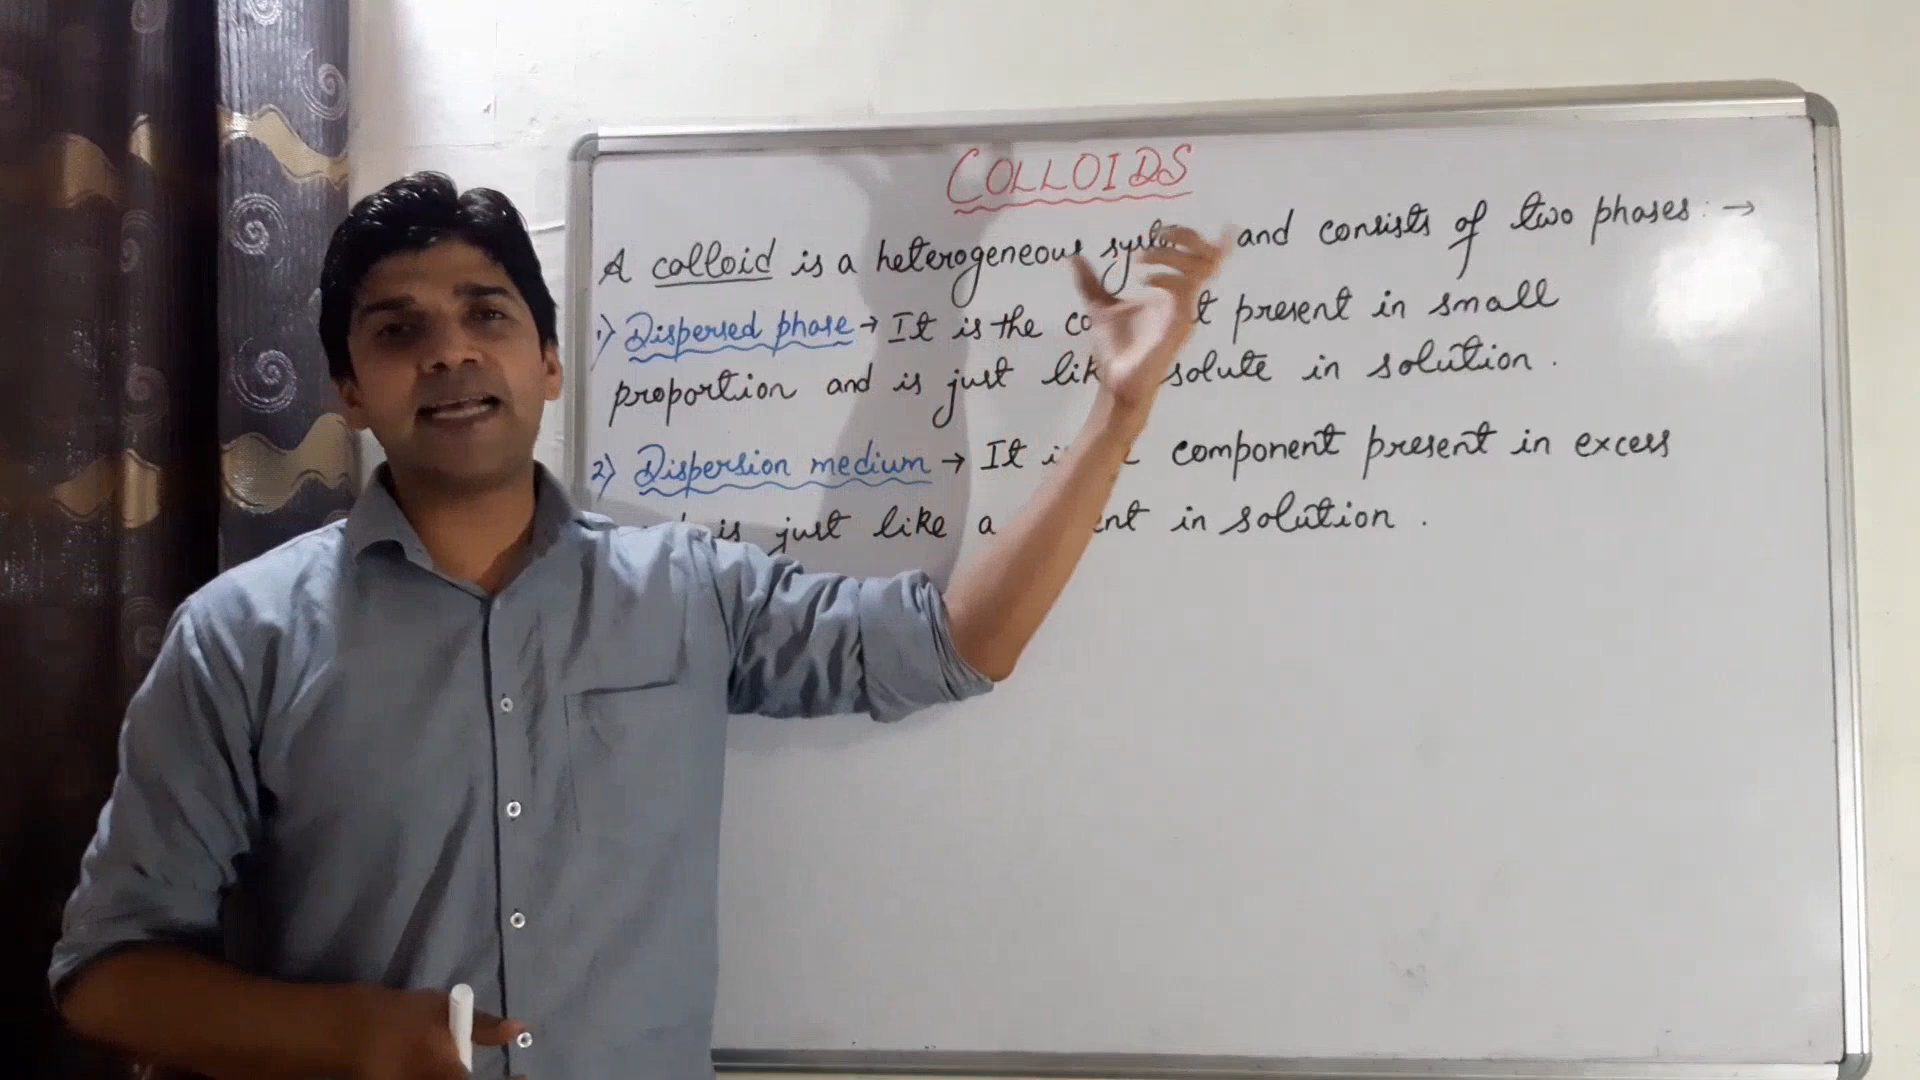 COLLOIDS
A colloid is a heterogeneous and consists of two phases : →
1) Dispersed phase → It is the present in small
proportion and is just solute in solution .
2) Dispersion medium → It component present in excess
is just like a in solution .